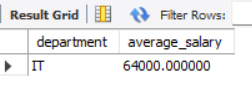 Result Grid Filter Rows:
department average_salary
IT 64000.000000